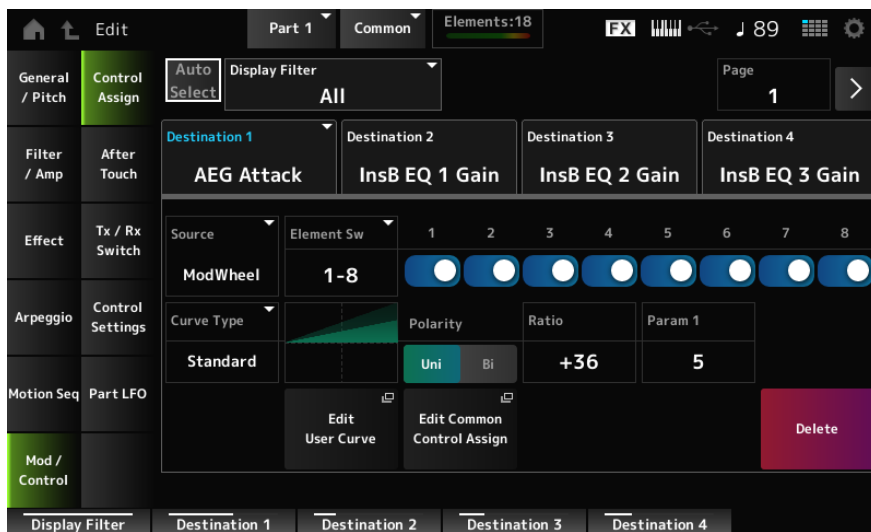 Edit
Part 1
Common
Elements:18
FX
♩ 89
General
/ Pitch
Control
Assign
Auto
Select
Display Filter
All
Page
1
Filter
/ Amp
After
Touch
Destination 1
AEG Attack
Destination 2
InsB EQ 1 Gain
Destination 3
InsB EQ 2 Gain
Destination 4
InsB EQ 3 Gain
Effect
Tx / Rx
Switch
Source
ModWheel
Element Sw
1-8
1 2 3 4 5 6 7 8
Arpeggio
Control
Settings
Curve Type
Standard
Polarity
Uni Bi
Ratio
+36
Param 1
5
Motion Seq
Part LFO
Edit
User Curve
Edit Common
Control Assign
Delete
Mod /
Control
Display Filter
Destination 1
Destination 2
Destination 3
Destination 4